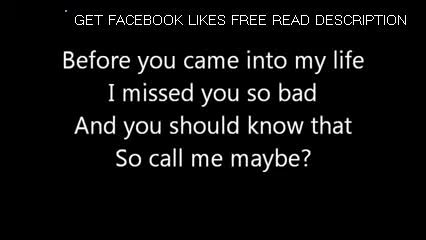 GET FACEBOOK LIKES FREE READ DESCRIPTION
Before you came into my life
I missed you so bad
And you should know that
So call me maybe?